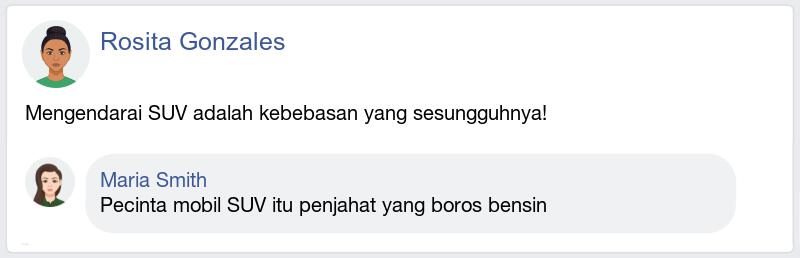 Rosita Gonzales
Mengendarai SUV adalah kebebasan yang sesungguhnya!
Maria Smith
Pecinta mobil SUV itu penjahat yang boros bensin